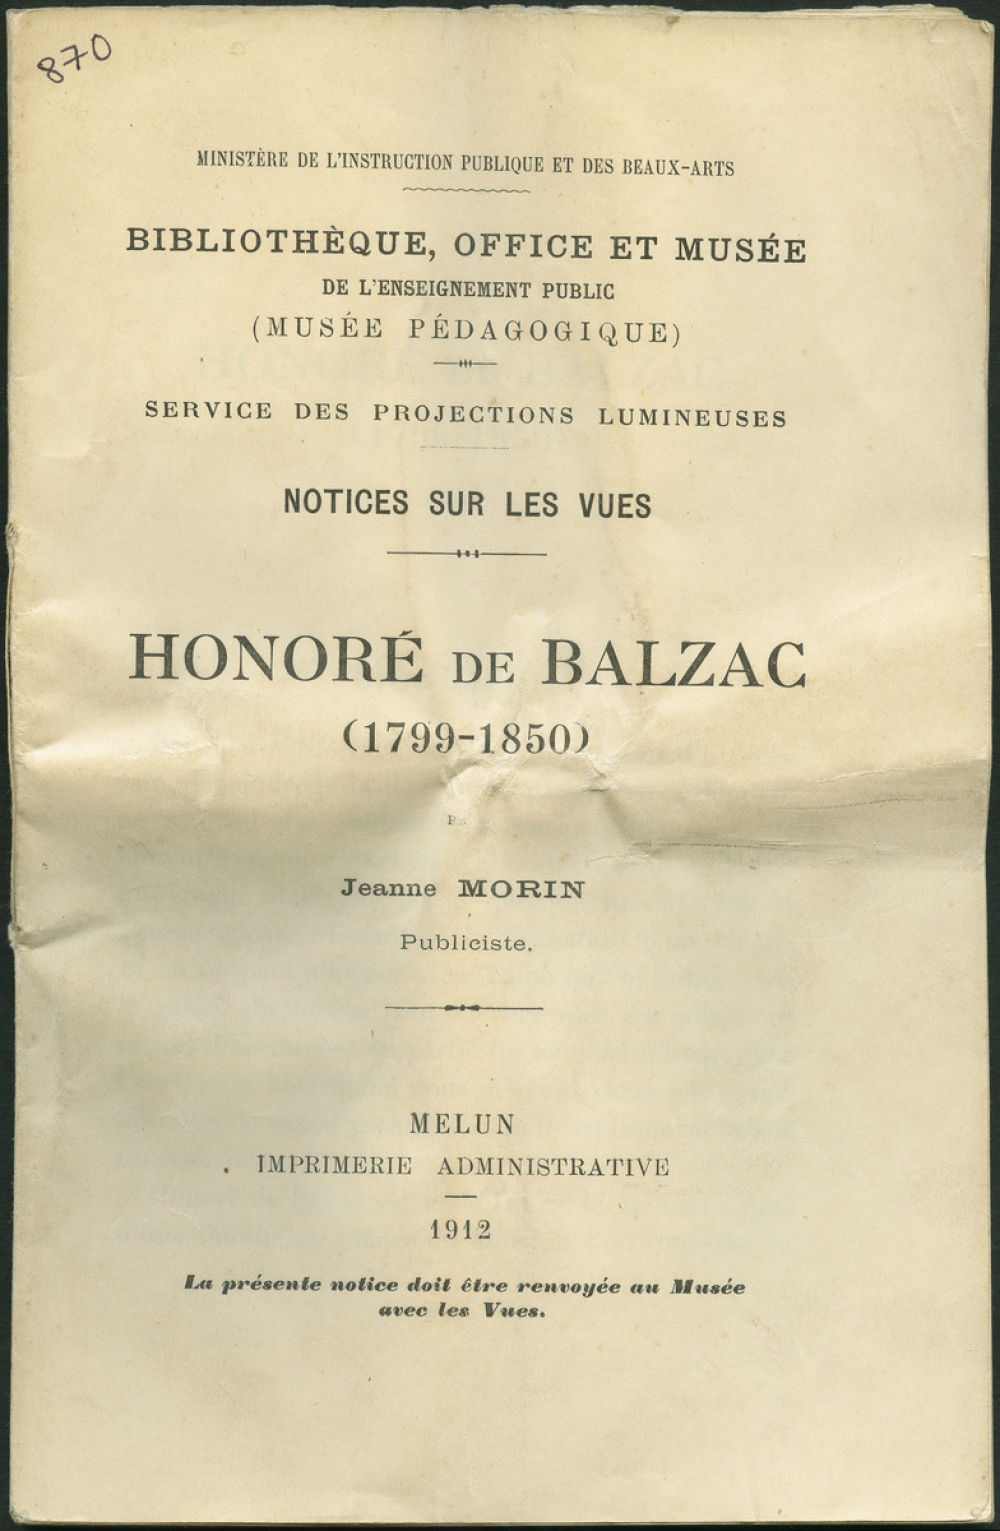 870
MINISTÈRE DE L'INSTRUCTION PUBLIQUE ET DES BEAUX-ARTS
BIBLIOTHÈQUE, OFFICE ET MUSÉE
DE L'ENSEIGNEMENT PUBLIC
(MUSÉE PÉDAGOGIQUE)
SERVICE DES PROJECTIONS LUMINEUSES
NOTICES SUR LES VUES
HONORÉ DE BALZAC
(1799-1850)
Jeanne MORIN
Publiciste.
MELUN
IMPRIMERIE ADMINISTRATIVE
1912
La présente notice doit être renvoyée au Musée
avec les Vues.